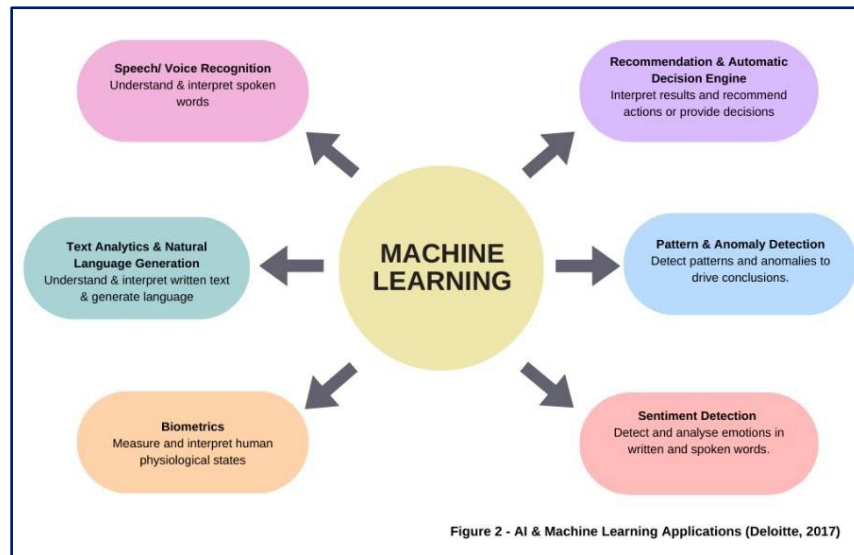 Speech/ Voice Recognition
Understand & interpret spoken
words
Recommendation & Automatic
Decision Engine
Interpret results and recommend
actions or provide decisions
Text Analytics & Natural
Language Generation
Understand & interpret written text
& generate language
MACHINE
LEARNING
Pattern & Anomaly Detection
Detect patterns and anomalies to
drive conclusions.
Biometrics
Measure and interpret human
physiological states
Sentiment Detection
Detect and analyse emotions in
written and spoken words.
Figure 2 - AI & Machine Learning Applications (Deloitte, 2017)